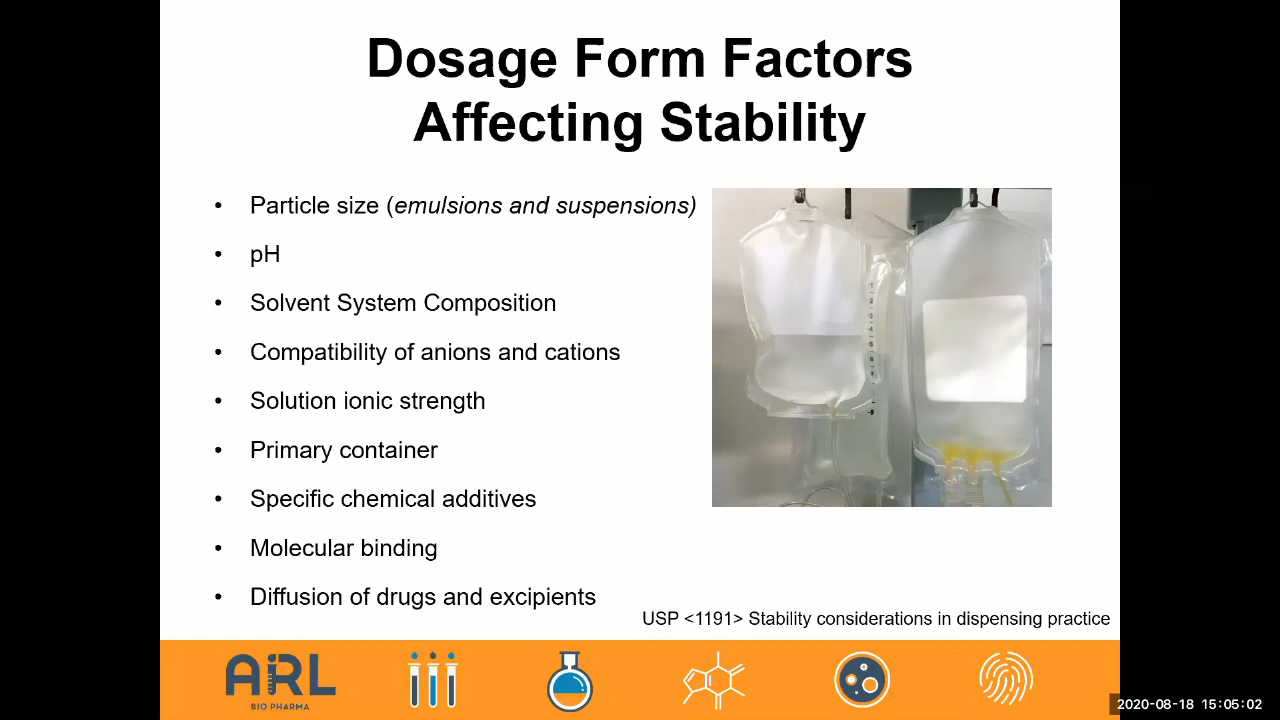 Dosage Form Factors
Affecting Stability
• Particle size (emulsions and suspensions)
• pH
• Solvent System Composition
• Compatibility of anions and cations
• Solution ionic strength
• Primary container
• Specific chemical additives
• Molecular binding
• Diffusion of drugs and excipients
USP <1191> Stability considerations in dispensing practice
ARL
BIO PHARMA
2020-08-18 15:05:02